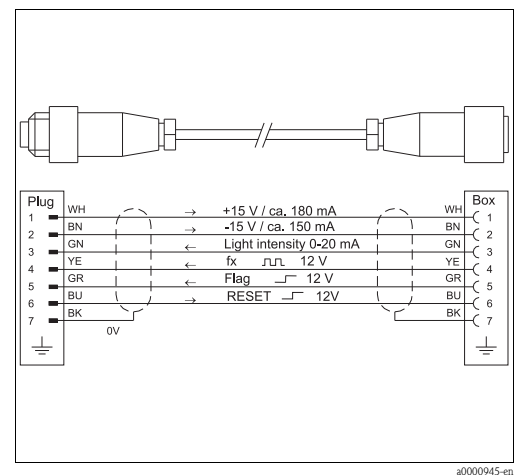 Plug Box
1 WH +15 V / ca. 180 mA WH 1
2 BN -15 V / ca. 150 mA BN 2
3 GN Light intensity 0-20 mA GN 3
4 YE fx 12 V YE 4
5 GR Flag 12 V GR 5
6 BU RESET 12V BU 6
7 BK BK 7
0V
a0000945-en